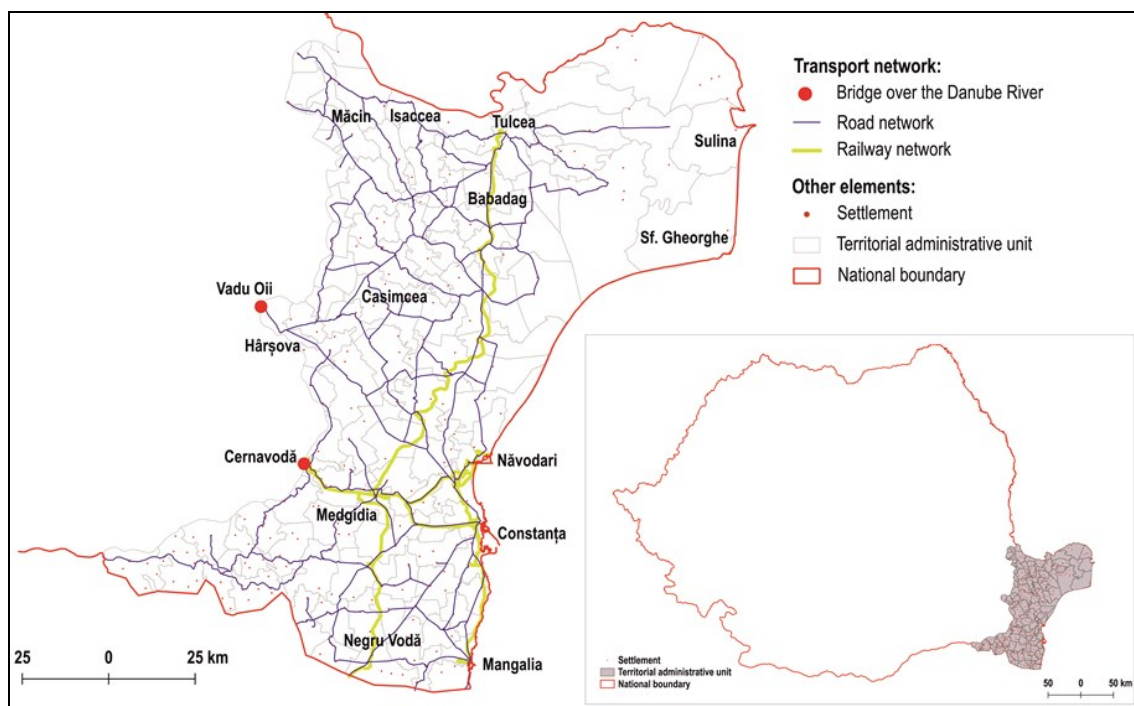 Transport network:
Bridge over the Danube River
Road network
Railway network
Other elements:
Settlement
Territorial administrative unit
National boundary
Măcin
Isaccea
Tulcea
Sulina
Babadag
Sf. Gheorghe
Vadu Oii
Casimcea
Hârșova
Cernavodă
Năvodari
Medgidia
Constanța
Negru Vodă
Mangalia
25 0 25 km
Settlement
Territorial administrative unit
National boundary
50 0 50 km